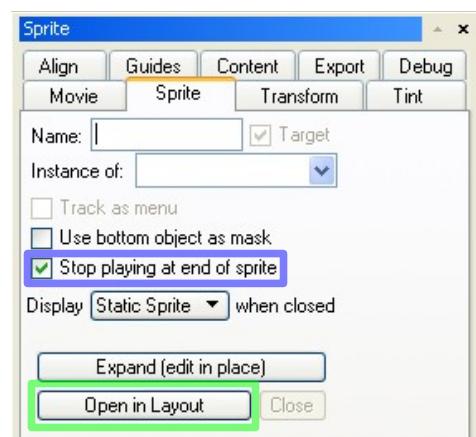 Sprite
Align Guides Content Export Debug
Movie Sprite Transform Tint
Name: Target
Instance of:
Track as menu
Use bottom object as mask
Stop playing at end of sprite
Display Static Sprite when closed
Expand (edit in place)
Open in Layout Close